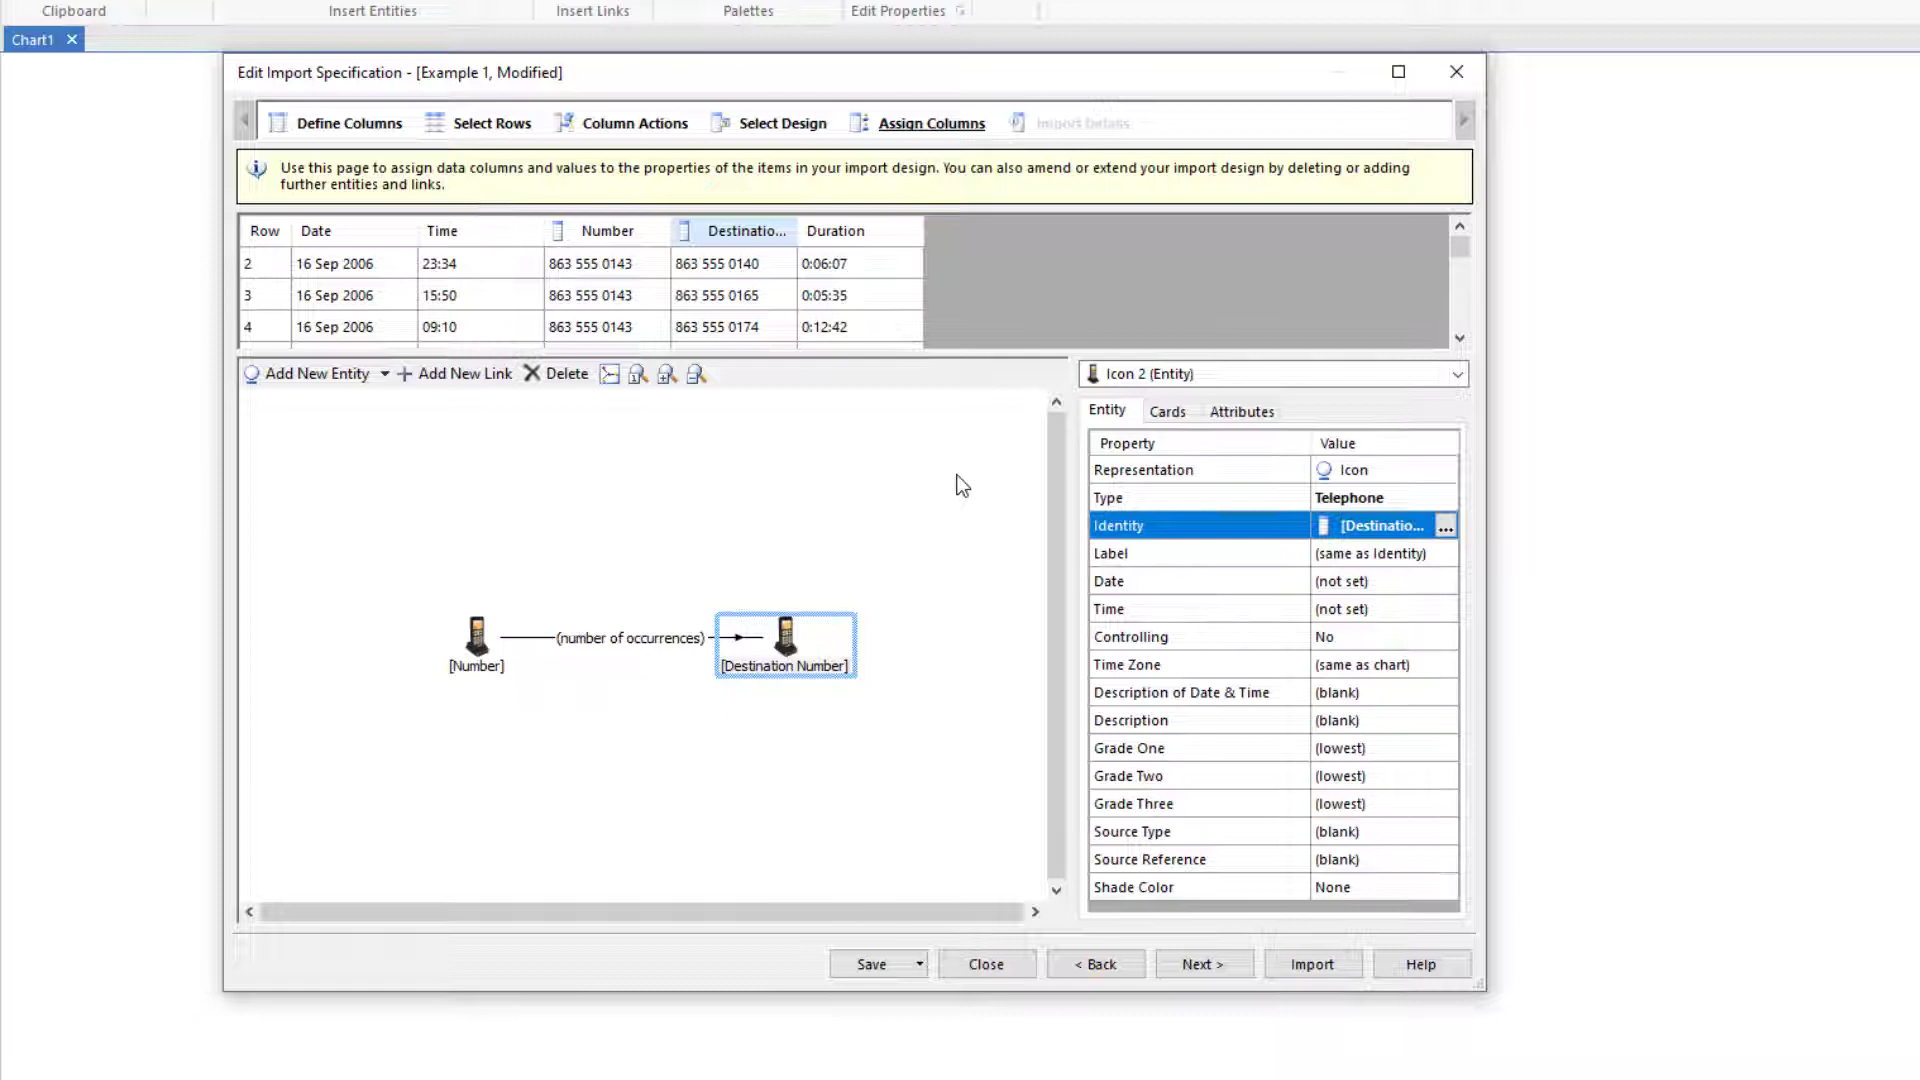 Clipboard Insert Entities Insert Links Palettes Edit Properties
Chart1
Edit Import Specification - [Example 1, Modified]
Define Columns Select Rows Column Actions Select Design Assign Columns Import Details
Use this page to assign data columns and values to the properties of the items in your import design. You can also amend or extend your import design by deleting or adding
further entities and links.
Row Date Time Number Destinatio... Duration
2 16 Sep 2006 23:34 863 555 0143 863 555 0140 0:06:07
3 16 Sep 2006 15:50 863 555 0143 863 555 0165 0:05:35
4 16 Sep 2006 09:10 863 555 0143 863 555 0174 0:12:42
Add New Entity Add New Link Delete
Icon 2 (Entity)
Entity Cards Attributes
Property Value
Representation Icon
Type Telephone
Identity [Destinatio... ...
Label (same as Identity)
Date (not set)
Time (not set)
Controlling No
Time Zone (same as chart)
Description of Date & Time (blank)
Description (blank)
Grade One (lowest)
Grade Two (lowest)
Grade Three (lowest)
Source Type (blank)
Source Reference (blank)
Shade Color None
(number of occurrences)
[Number] [Destination Number]
Save Close < Back Next > Import Help